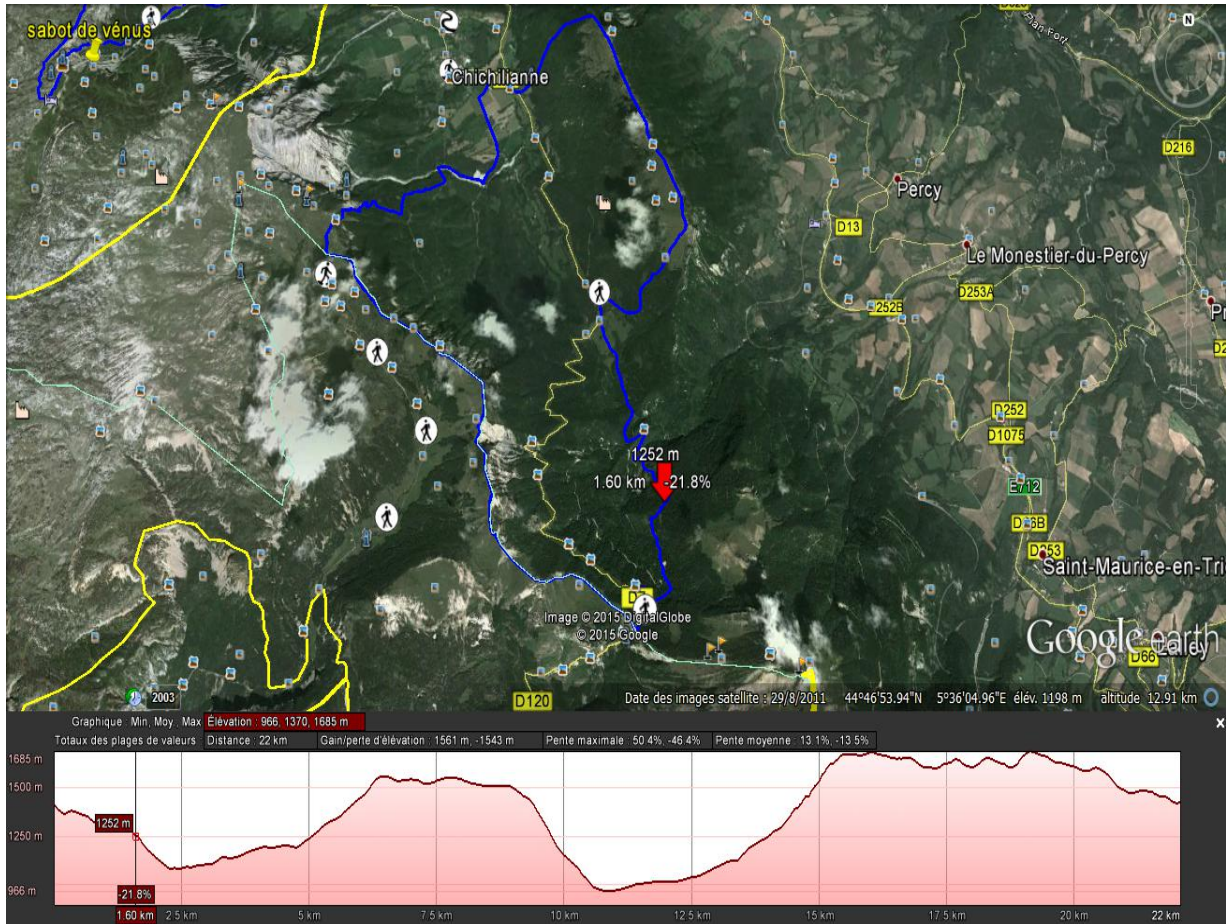 sabot de vénus
Plan Fort
N
Chichilianne
D216
Percy
D13
Le Monestier-du-Percy
D253A
252B
D252
D1075
1252 m
1.60 km -21.8%
E712
D66B
D253
Saint-Maurice-en-Tri
Image © 2015 DigitalGlobe
© 2015 Google
Google earth
Lalley
D66
D120
2003
Date des images satellite : 29/8/2011 44°46'53.94"N 5°36'04.96"E élév. 1198 m altitude 12.91 km
Graphique : Min, Moy., Max Élévation : 966, 1370, 1685 m
x
Totaux des plages de valeurs : Distance : 22 km Gain/perte d'élévation : 1561 m, -1543 m Pente maximale : 50.4%, -46.4% Pente moyenne : 13.1%, -13.5%
1685 m
1500 m
1252 m
1250 m
966 m
-21.8%
1.60 km 2.5 km 5 km 7.5 km 10 km 12.5 km 15 km 17.5 km 20 km 22 km